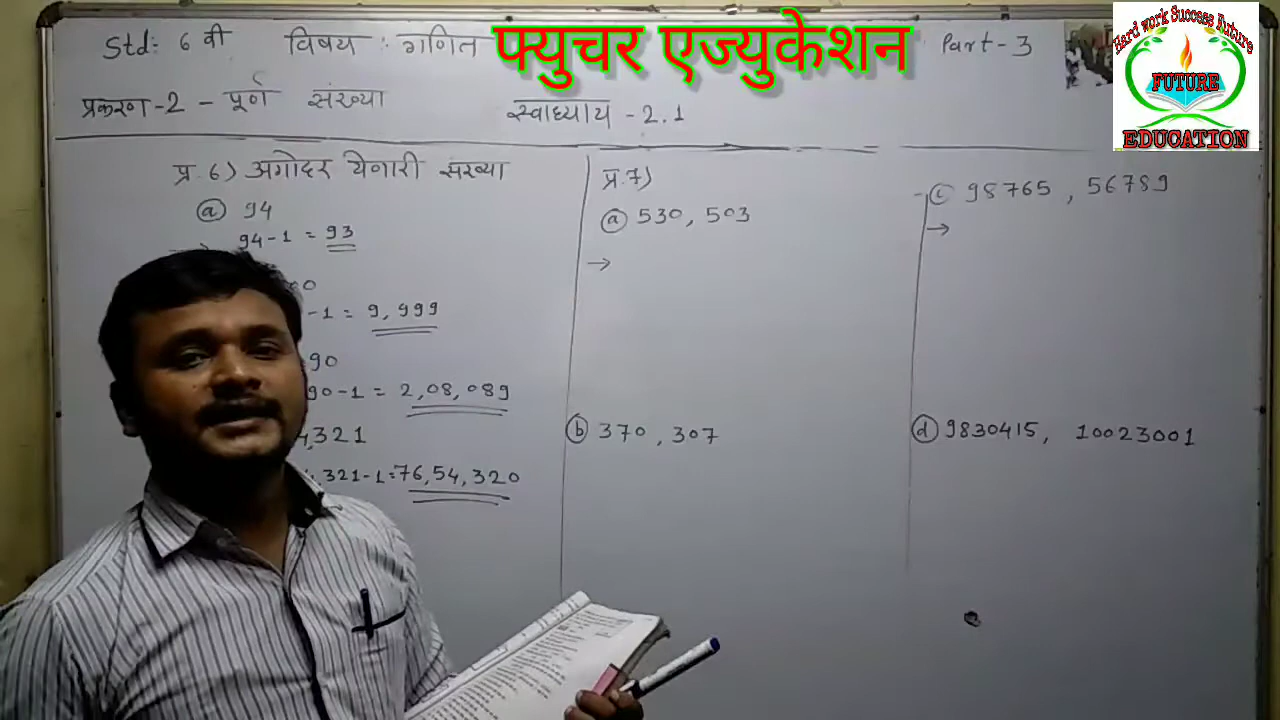 Std: 6 वी विषय : गणित फ्युचर एज्युकेशन Part - 3
Hard work Success Future
FUTURE
EDUCATION
प्रकरण-2 - पूर्ण संख्या स्वाध्याय - 2.1
प्र. 6) अगोदर येणारी संख्या
ⓐ 94
94-1 = 93
00
-1 = 9,999
90
90-1 = 2,08,089
4,321
,321-1=76,54,320
प्र. 7)
ⓐ 530, 503
→
ⓑ 370 , 307
ⓒ 98765 , 56789
→
ⓓ 9830415, 10023001